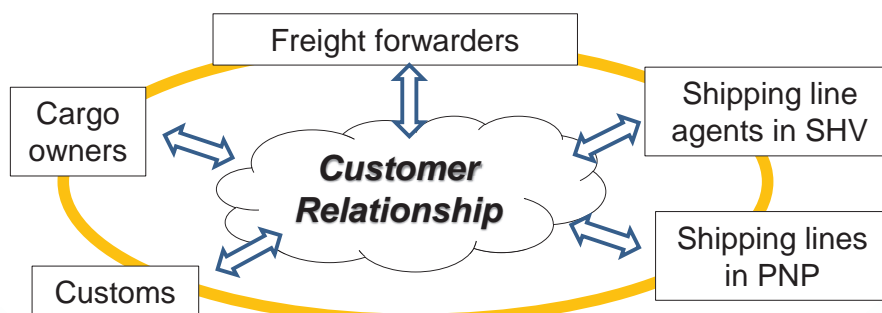 Freight forwarders
Cargo
owners
Shipping line
agents in SHV
Customer
Relationship
Shipping lines
in PNP
Customs